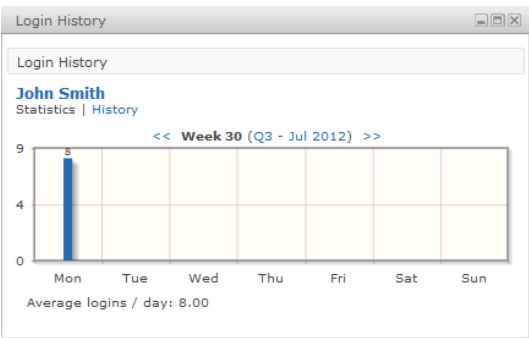 Login History
Login History
John Smith
Statistics | History
<< Week 30 (Q3 - Jul 2012) >>
9
8
4
0
Mon Tue Wed Thu Fri Sat Sun
Average logins / day: 8.00